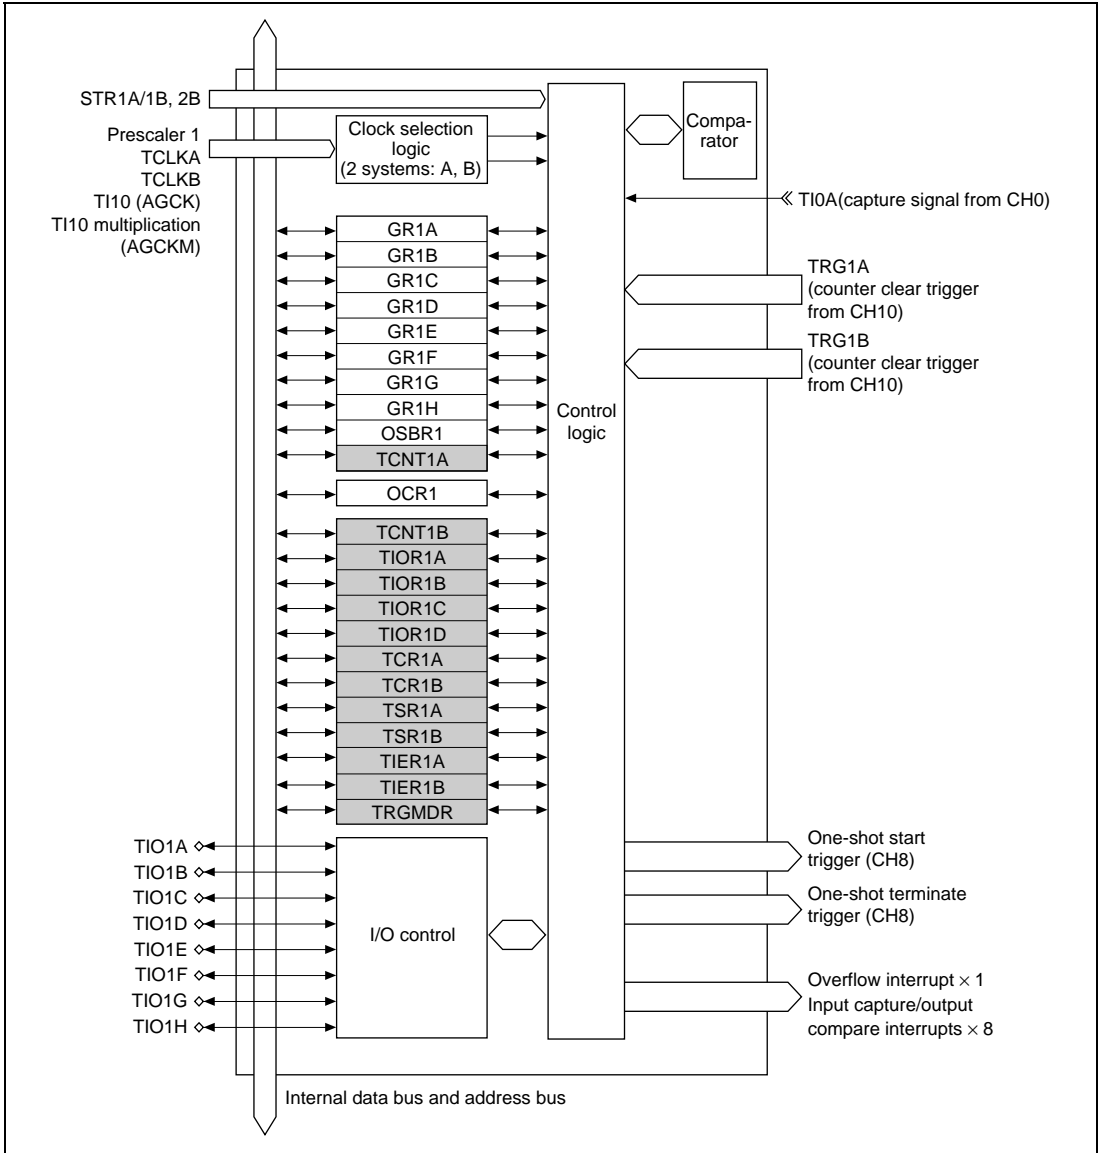 STR1A/1B, 2B
Prescaler 1
TCLKA
TCLKB
TI10 (AGCK)
TI10 multiplication
(AGCKM)
Clock selection
logic
(2 systems: A, B)
Compa-
rator
TI0A(capture signal from CH0)
TRG1A
(counter clear trigger
from CH10)
TRG1B
(counter clear trigger
from CH10)
GR1A
GR1B
GR1C
GR1D
GR1E
GR1F
GR1G
GR1H
OSBR1
TCNT1A
OCR1
TCNT1B
TIOR1A
TIOR1B
TIOR1C
TIOR1D
TCR1A
TCR1B
TSR1A
TSR1B
TIER1A
TIER1B
TRGMDR
Control
logic
TIO1A
TIO1B
TIO1C
TIO1D
TIO1E
TIO1F
TIO1G
TIO1H
I/O control
One-shot start
trigger (CH8)
One-shot terminate
trigger (CH8)
Overflow interrupt × 1
Input capture/output
compare interrupts × 8
Internal data bus and address bus